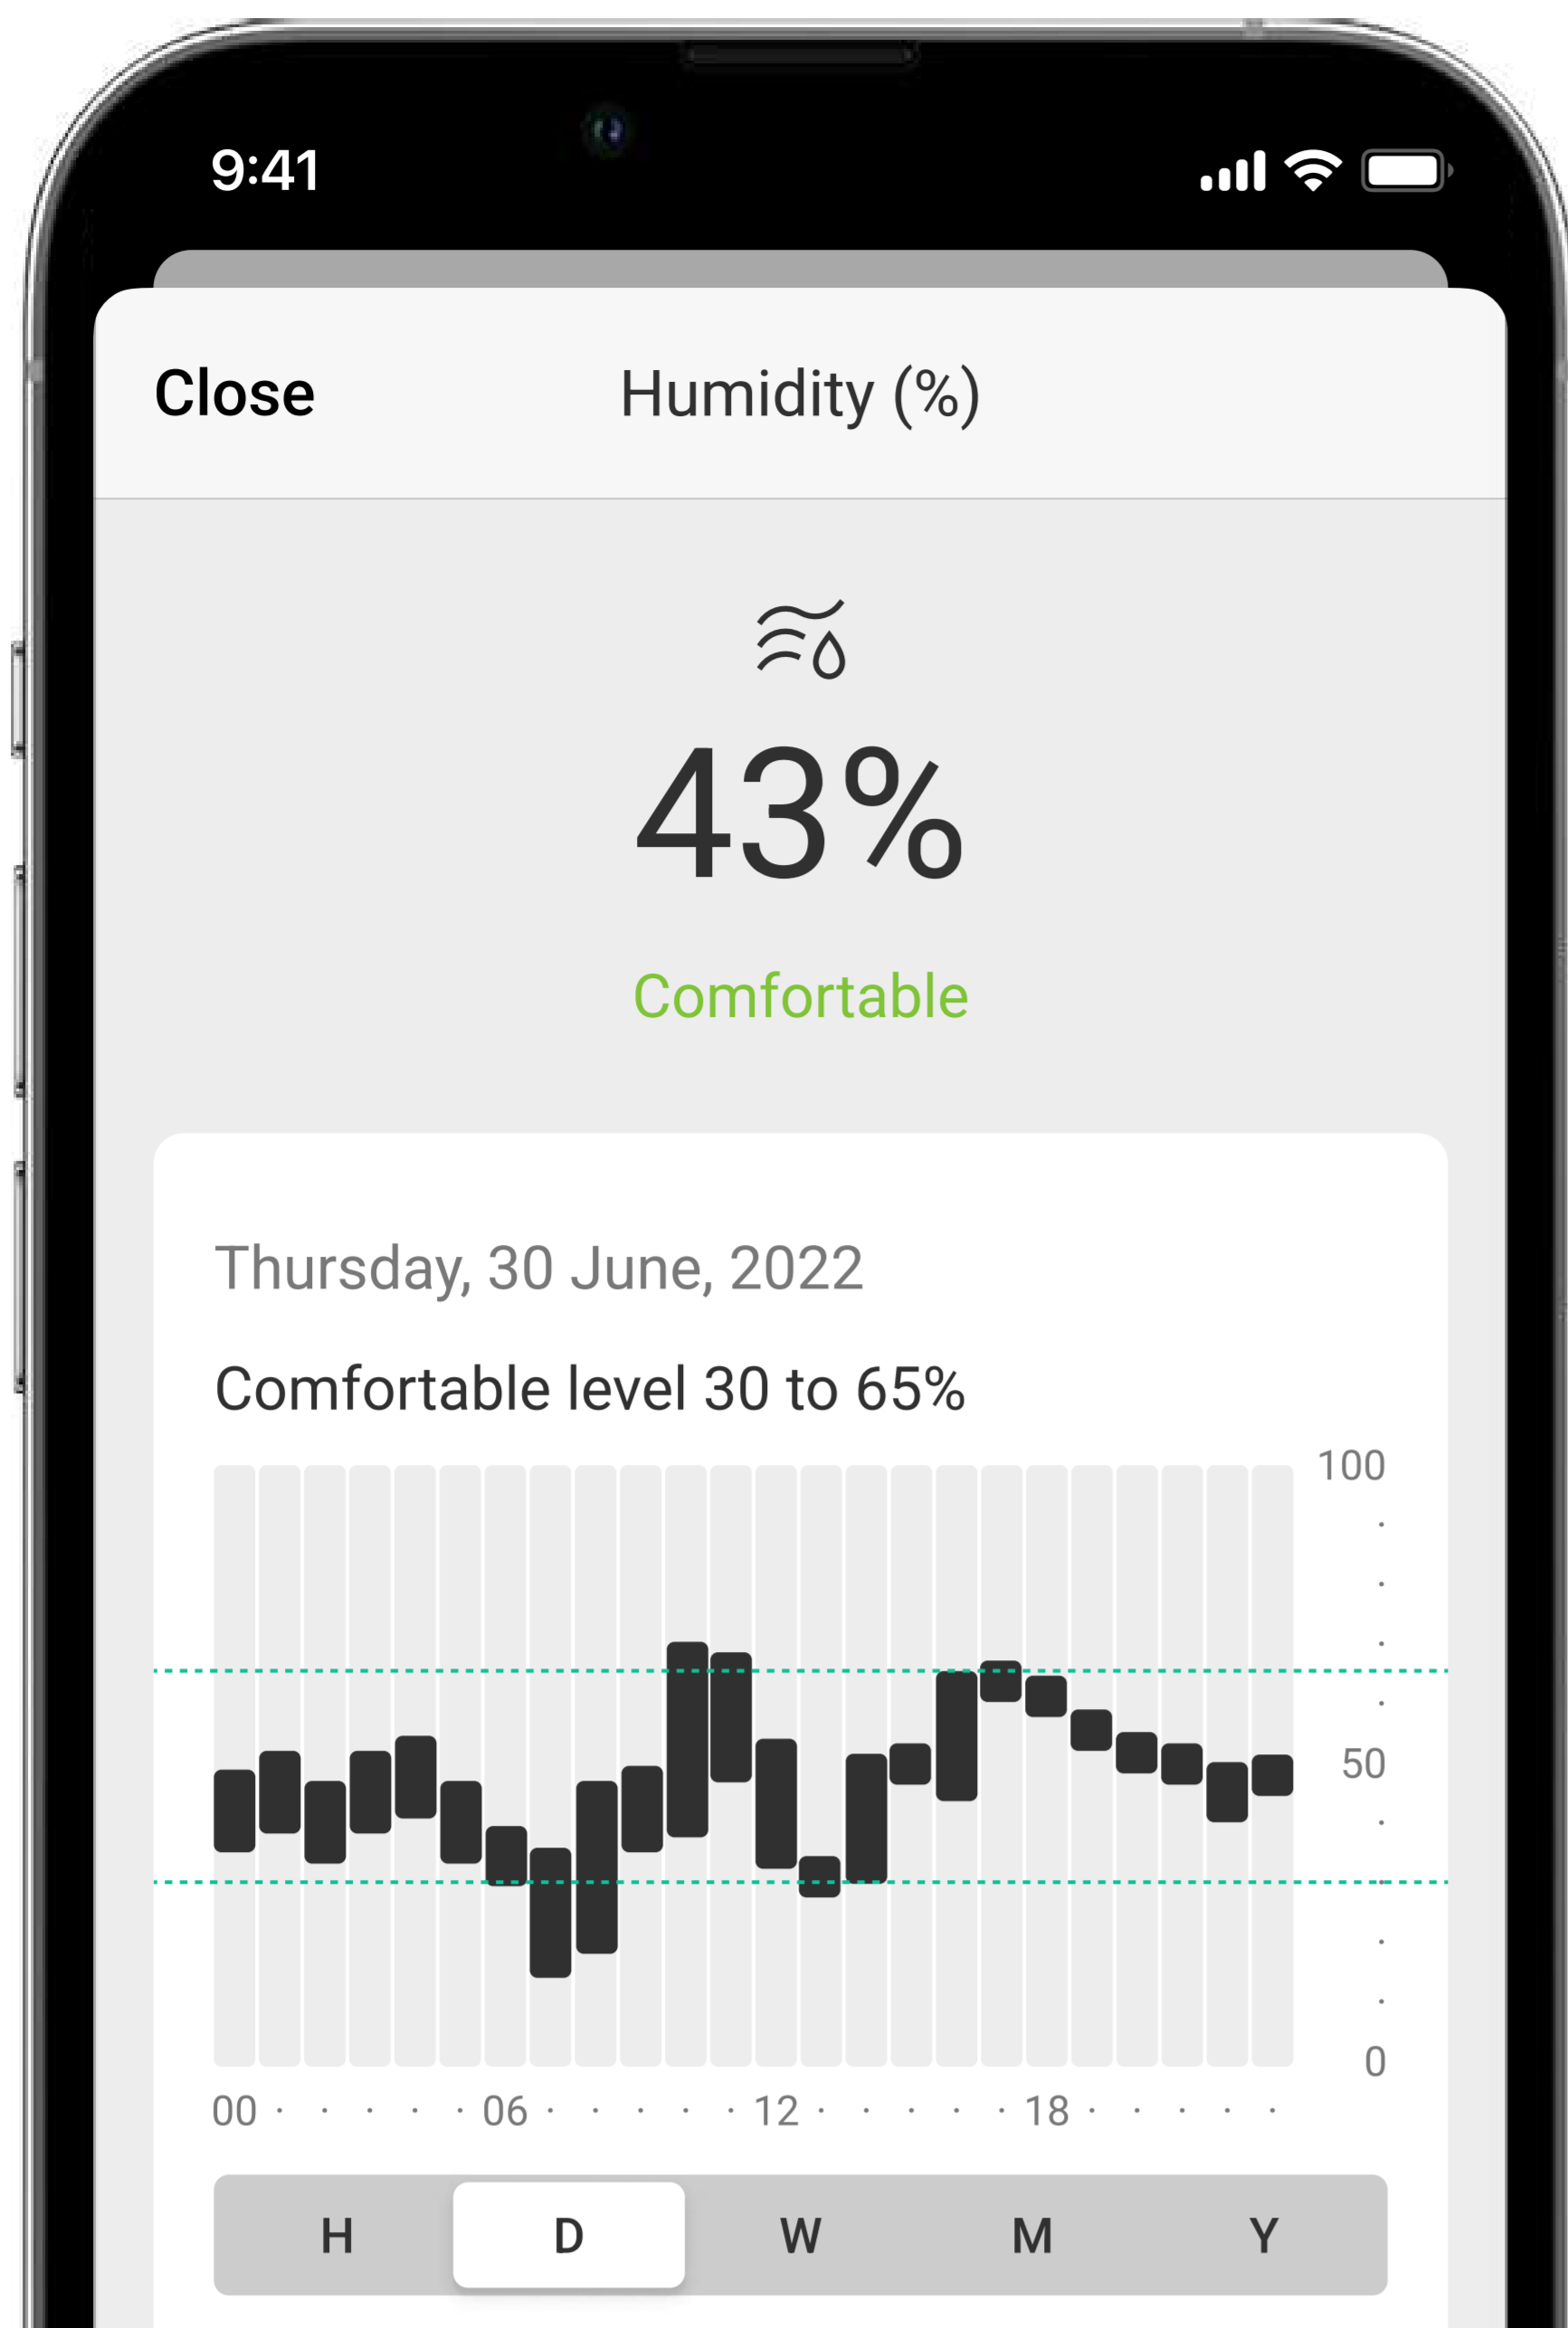 9:41
Close
Humidity (%)
43%
Comfortable
Thursday, 30 June, 2022
Comfortable level 30 to 65%
100
50
0
00 06 12 18
H D W M Y